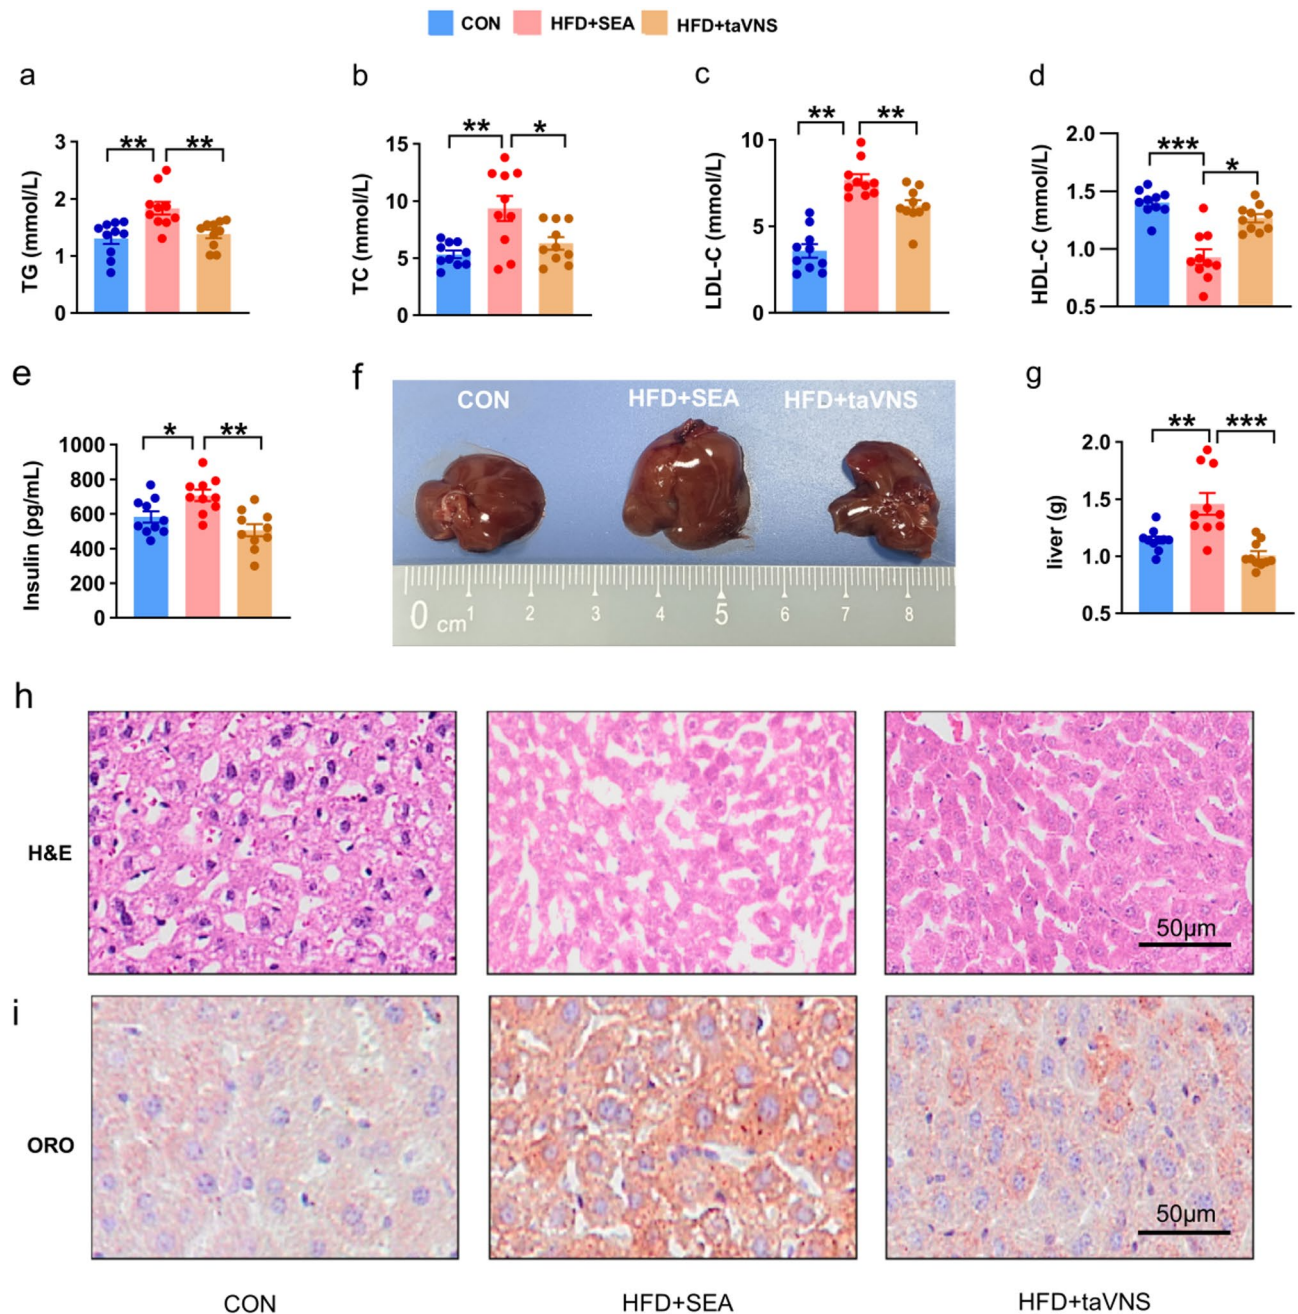 CON HFD+SEA HFD+taVNS
a
TG (mmol/L)
3
2
1
0
** **
b
TC (mmol/L)
15
10
5
0
** *
c
LDL-C (mmol/L)
10
5
0
** **
d
HDL-C (mmol/L)
2.0
1.5
1.0
0.5
*** *
e
Insulin (pg/mL)
1000
800
600
400
200
0
* **
f
CON HFD+SEA HFD+taVNS
0 cm 1 2 3 4 5 6 7 8
g
liver (g)
2.0
1.5
1.0
0.5
** ***
h
H&E
50μm
i
ORO
50μm
CON HFD+SEA HFD+taVNS